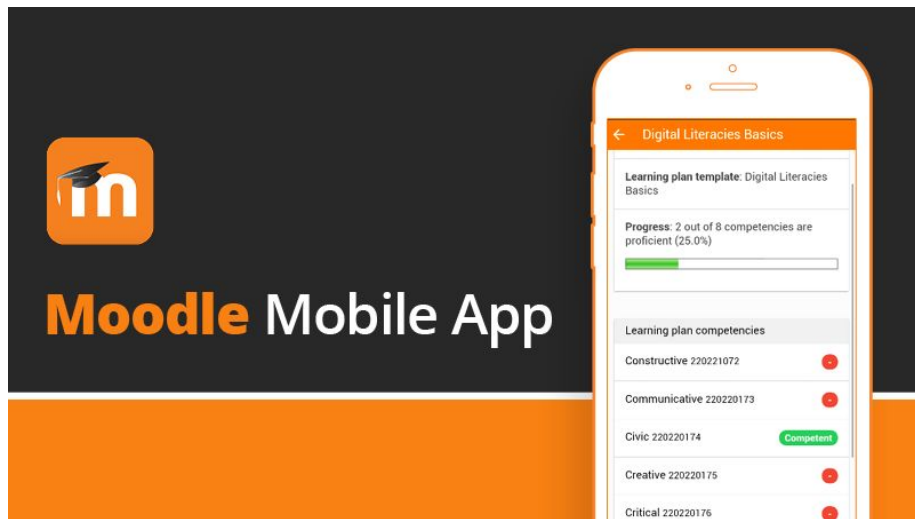 m
Moodle Mobile App
Digital Literacies Basics
Learning plan template: Digital Literacies
Basics
Progress: 2 out of 8 competencies are
proficient (25.0%)
Learning plan competencies
Constructive 220221072 -
Communicative 220220173 -
Civic 220220174 Competent
Creative 220220175 -
Critical 220220176 -